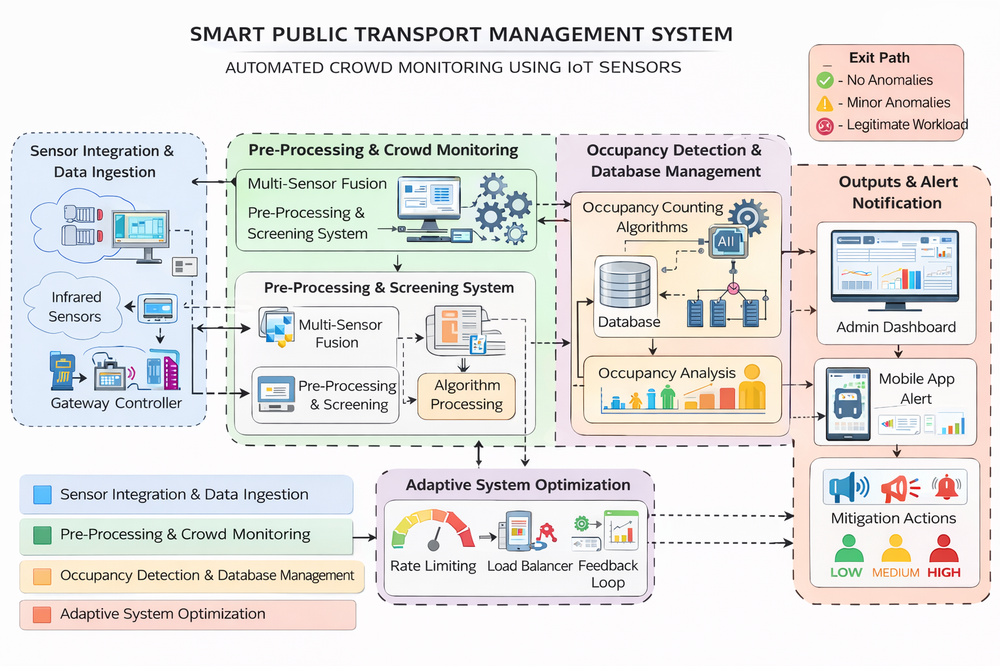 SMART PUBLIC TRANSPORT MANAGEMENT SYSTEM
AUTOMATED CROWD MONITORING USING IoT SENSORS
Exit Path
- No Anomalies
- Minor Anomalies
- Legitimate Workload
Sensor Integration &
Data Ingestion
Infrared
Sensors
Gateway Controller
Pre-Processing & Crowd Monitoring
Multi-Sensor Fusion
Pre-Processing &
Screening System
Pre-Processing & Screening System
Multi-Sensor
Fusion
Pre-Processing
& Screening
Algorithm
Processing
Occupancy Detection &
Database Management
Occupancy Counting
Algorithms
All
Database
Occupancy Analysis
Outputs & Alert
Notification
Admin Dashboard
Mobile App
Alert
Mitigation Actions
LOW MEDIUM HIGH
Adaptive System Optimization
Rate Limiting
Load Balancer
Feedback
Loop
Sensor Integration & Data Ingestion
Pre-Processing & Crowd Monitoring
Occupancy Detection & Database Management
Adaptive System Optimization